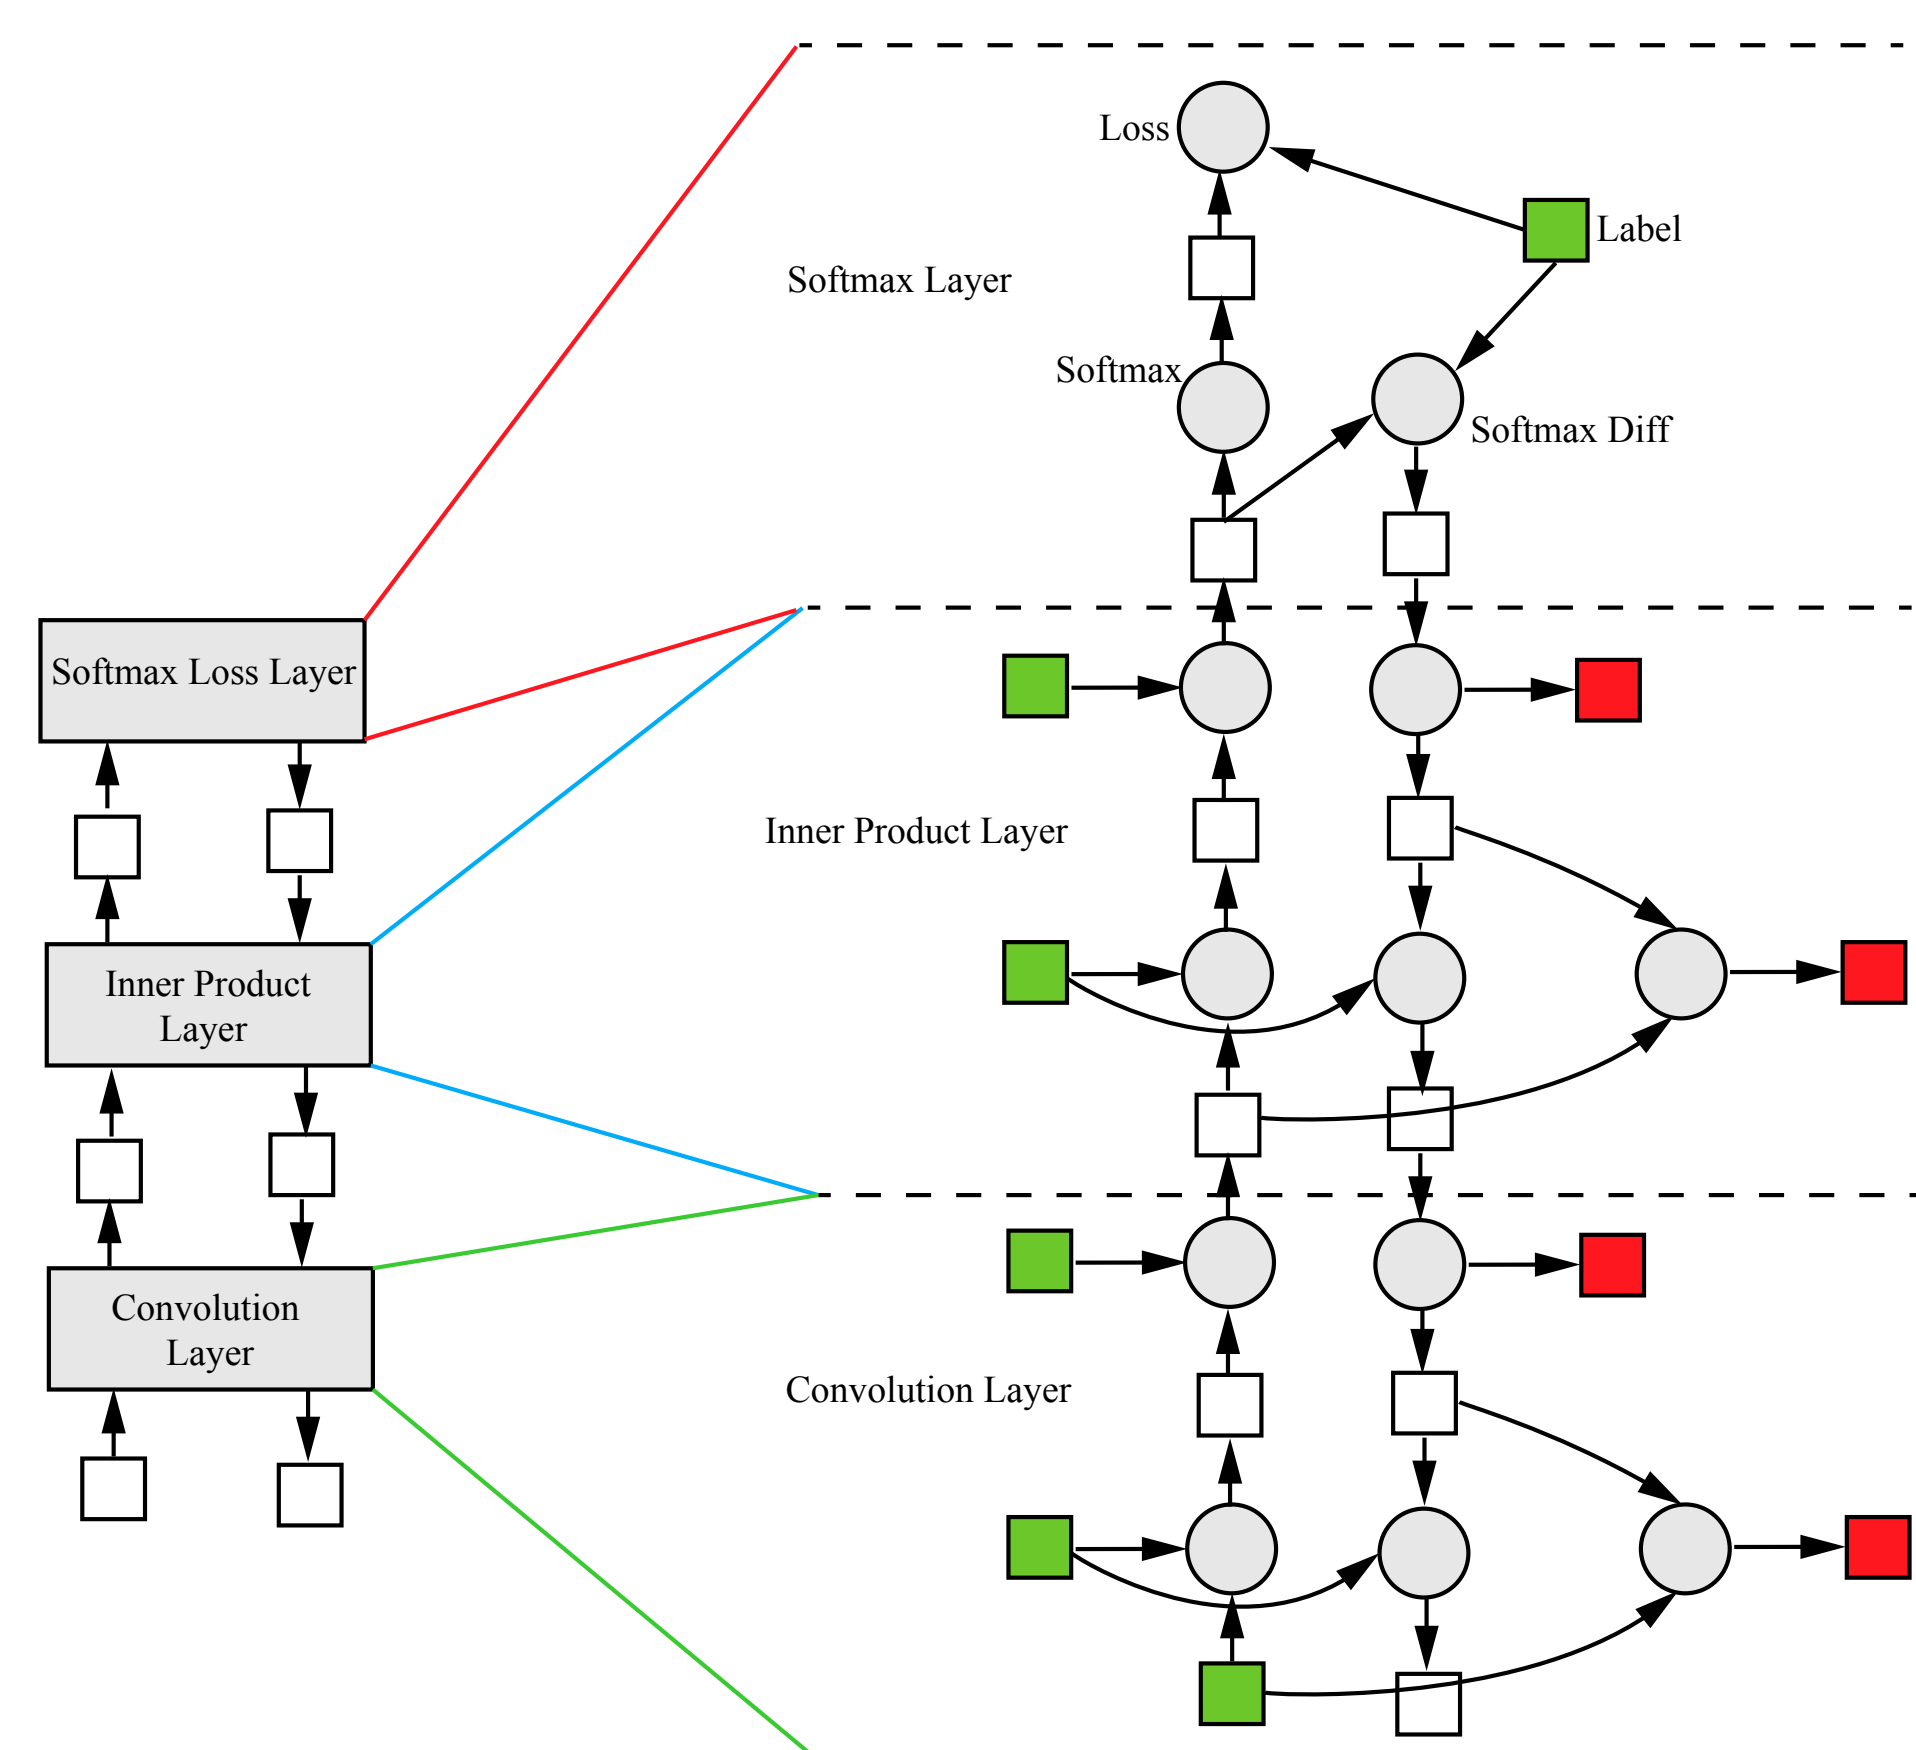 Loss
Label
Softmax Layer
Softmax
Softmax Diff
Softmax Loss Layer
Inner Product Layer
Inner Product
Layer
Convolution
Layer
Convolution Layer